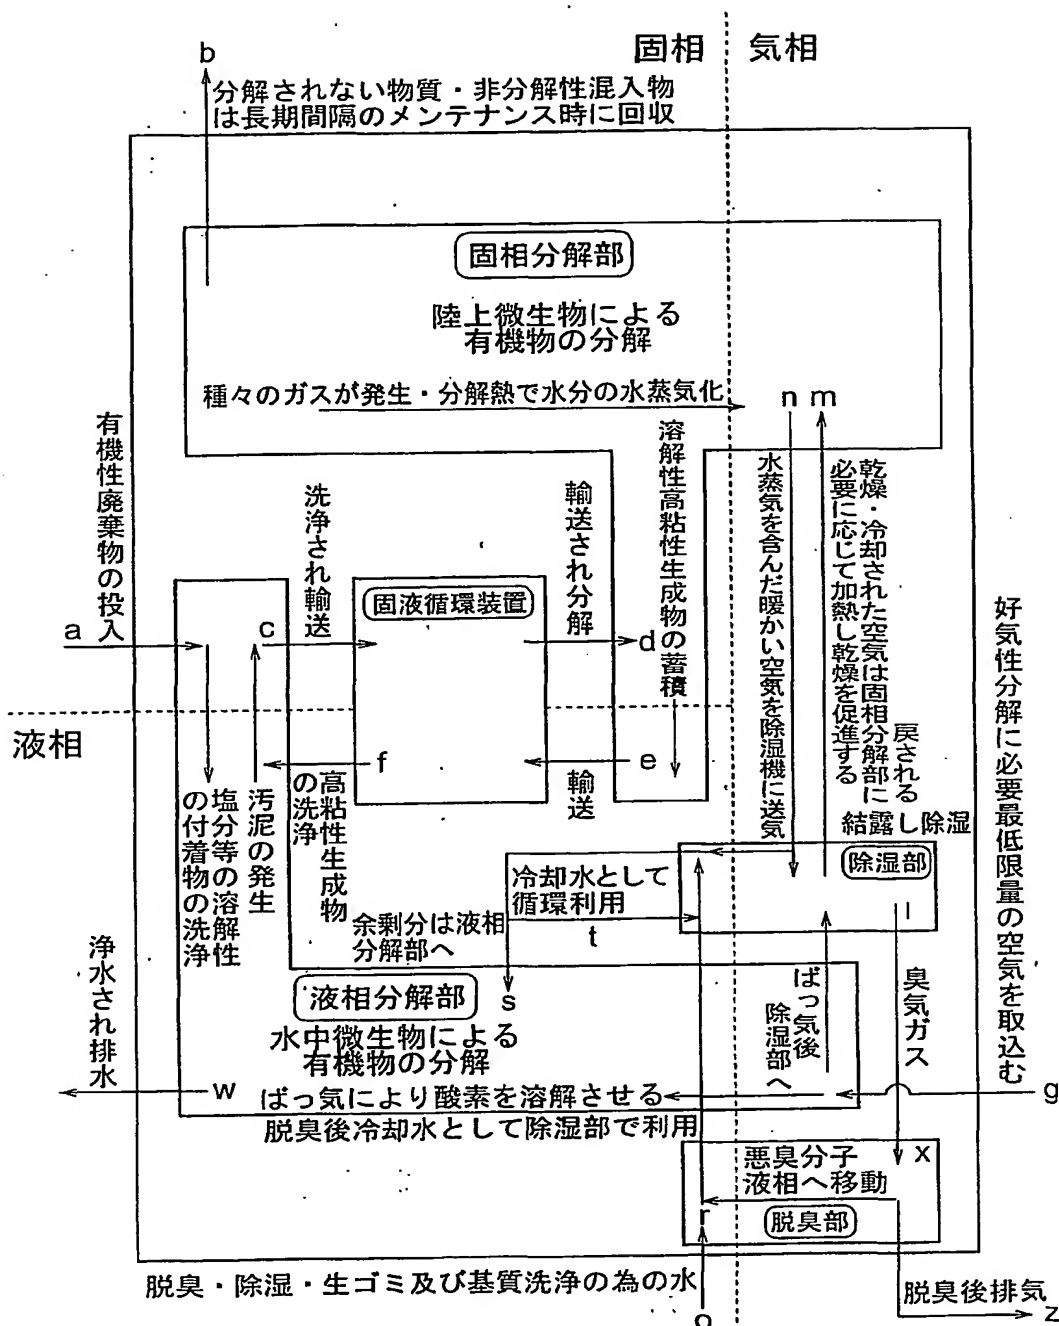 固相
気相
b
分解されない物質・非分解性混入物
は長期間隔のメンテナンス時に回収
固相分解部
陸上微生物による
有機物の分解
種々のガスが発生・分解熱で水分の水蒸気化
n
m
有機性廃棄物の投入
a
c
洗浄され輸送
固液循環装置
輸送され分解
d
溶解性高粘性生成物の蓄積
水蒸気を含んだ暖かい空気を除湿機に送気
乾燥・冷却された空気は固相分解部に
戻される
必要に応じて加熱し乾燥を促進する
好気性分解に必要最低限量の空気を取込む
液相
塩分等の溶解性
の付着物の洗浄
汚泥の発生
f
高粘性生成物
の洗浄
e
輸送
結露し除湿
除湿部
l
冷却水として
循環利用
t
余剰分は液相
分解部へ
s
液相分解部
水中微生物による
有機物の分解
ばっ気により酸素を溶解させる
ばっ気後
除湿部へ
臭気ガス
浄水され排水
w
g
脱臭後冷却水として除湿部で利用
悪臭分子
液相へ移動
x
r
脱臭部
脱臭・除湿・生ゴミ及び基質洗浄の為の水
脱臭後排気
z